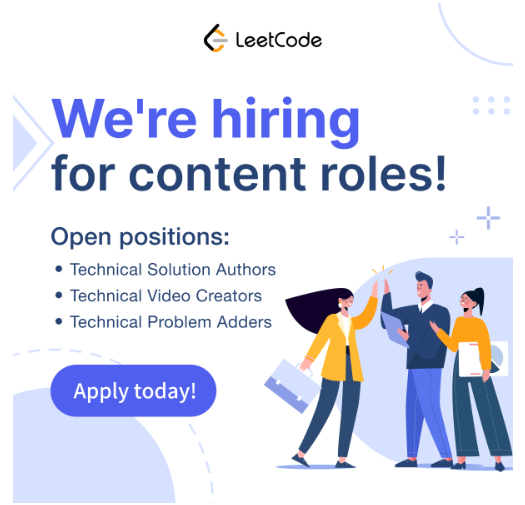 LeetCode
We're hiring
for content roles!
Open positions:
• Technical Solution Authors
• Technical Video Creators
• Technical Problem Adders
Apply today!